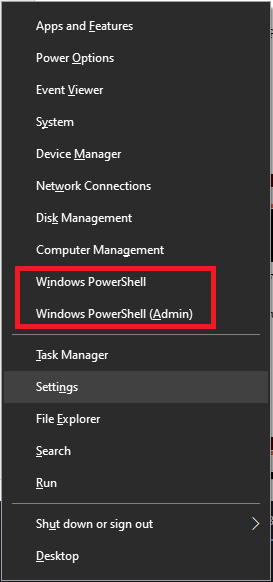 Apps and Features
Power Options
Event Viewer
System
Device Manager
Network Connections
Disk Management
Computer Management
Windows PowerShell
Windows PowerShell (Admin)
Task Manager
Settings
File Explorer
Search
Run
Shut down or sign out
Desktop